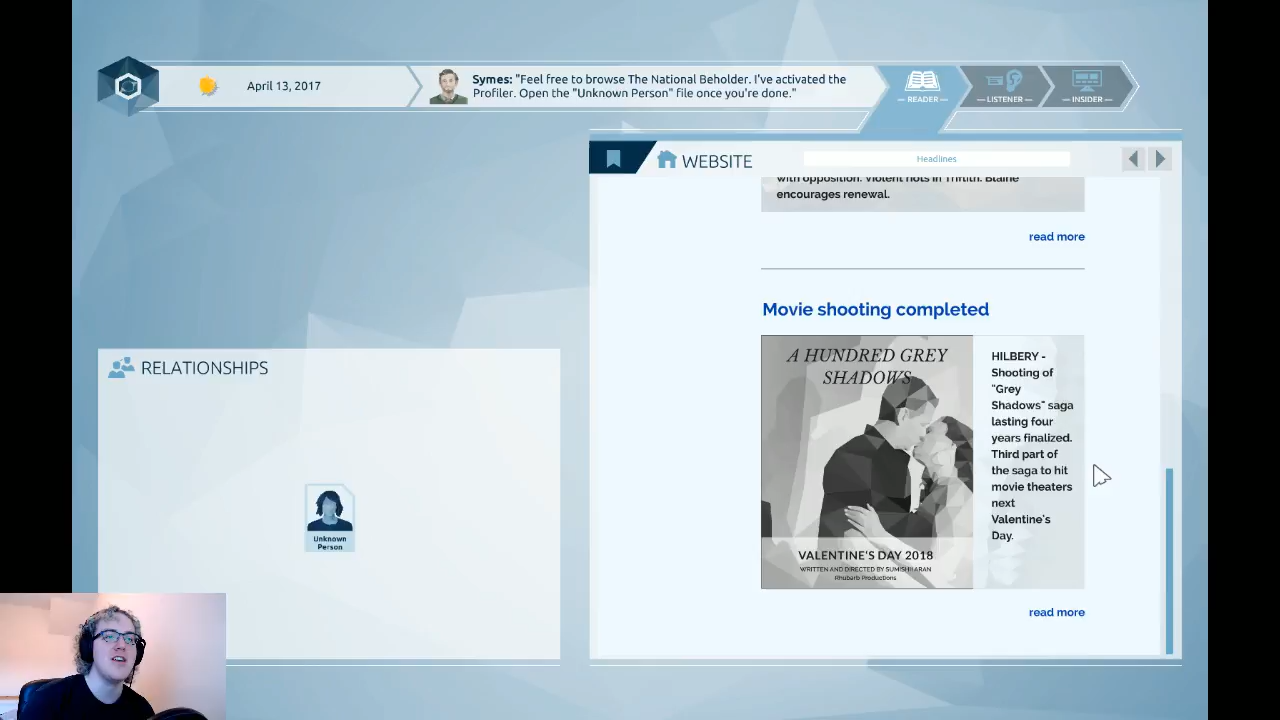 April 13, 2017
Symes: "Feel free to browse The National Beholder. I've activated the
Profiler. Open the "Unknown Person" file once you're done."
— READER —
— LISTENER —
— INSIDER —
WEBSITE
Headlines
with opposition. Violent riots in Triflith. Blaine
encourages renewal.
read more
Movie shooting completed
A HUNDRED GREY
SHADOWS
VALENTINE'S DAY 2018
WRITTEN AND DIRECTED BY SUMISHI ARAN
Rhubarb Productions
HILBERY -
Shooting of
"Grey
Shadows" saga
lasting four
years finalized.
Third part of
the saga to hit
movie theaters
next
Valentine's
Day.
read more
RELATIONSHIPS
Unknown
Person